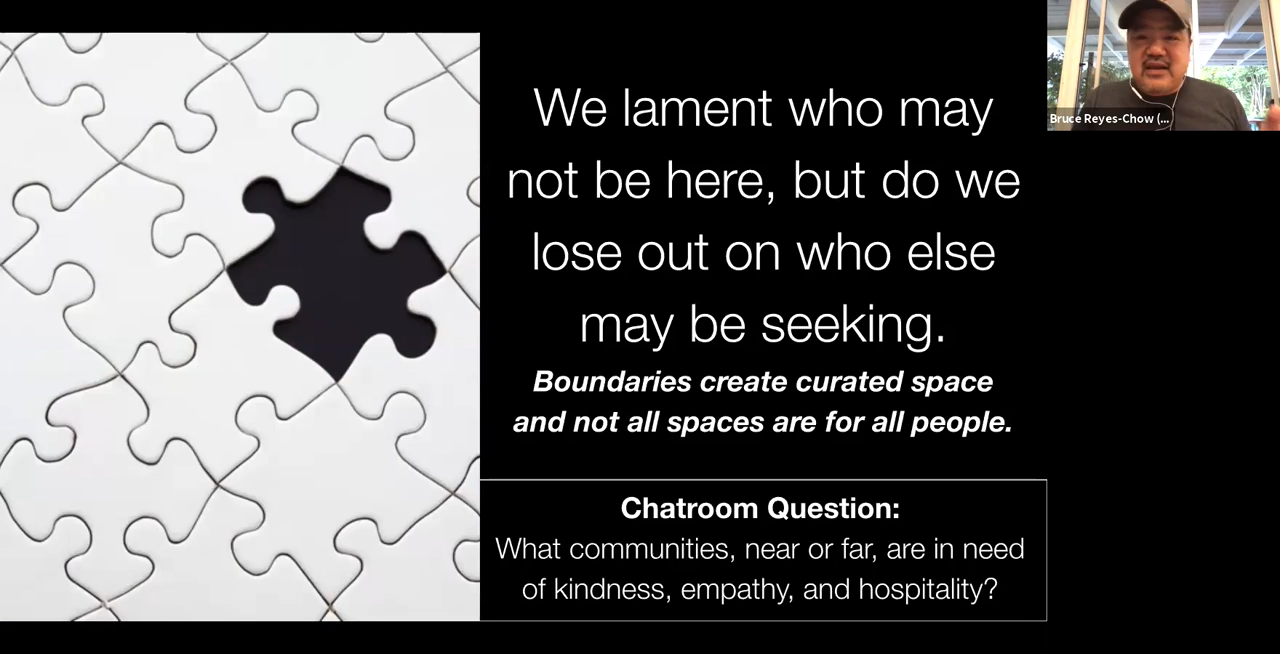 We lament who may
not be here, but do we
lose out on who else
may be seeking.
Boundaries create curated space
and not all spaces are for all people.
Chatroom Question:
What communities, near or far, are in need
of kindness, empathy, and hospitality?
Bruce Reyes-Chow (...